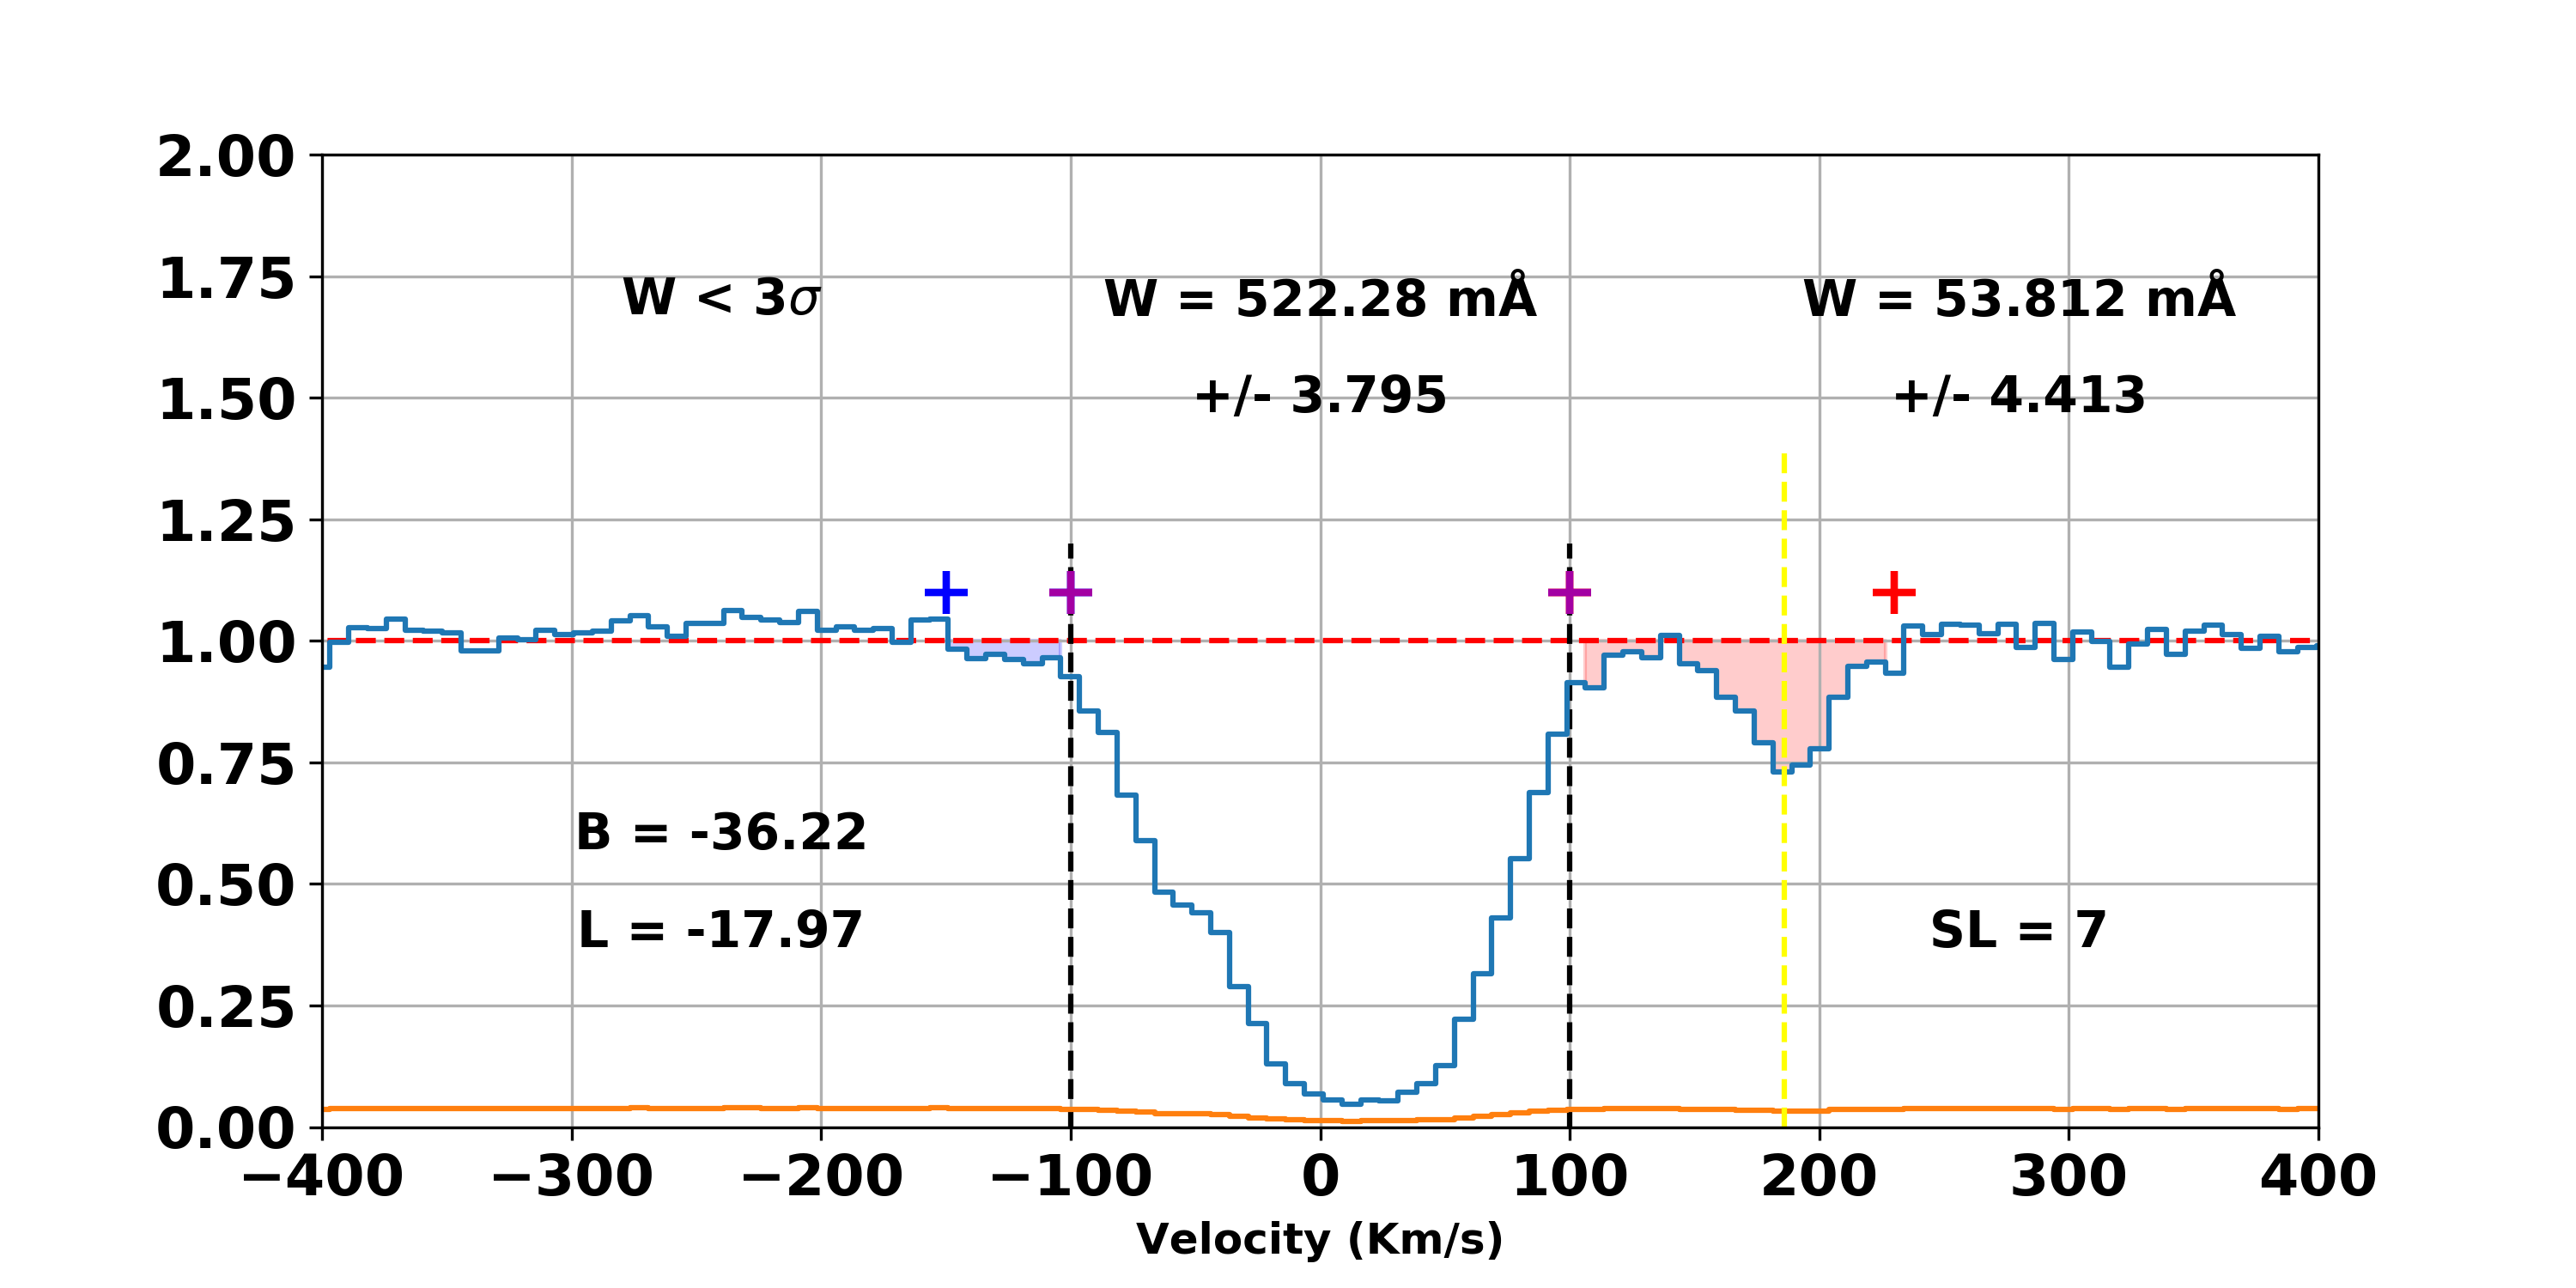 2.00
1.75
1.50
1.25
1.00
0.75
0.50
0.25
0.00
W < 3σ
W = 522.28 mÅ
+/- 3.795
W = 53.812 mÅ
+/- 4.413
B = -36.22
L = -17.97
SL = 7
−400 −300 −200 −100 0 100 200 300 400
Velocity (Km/s)